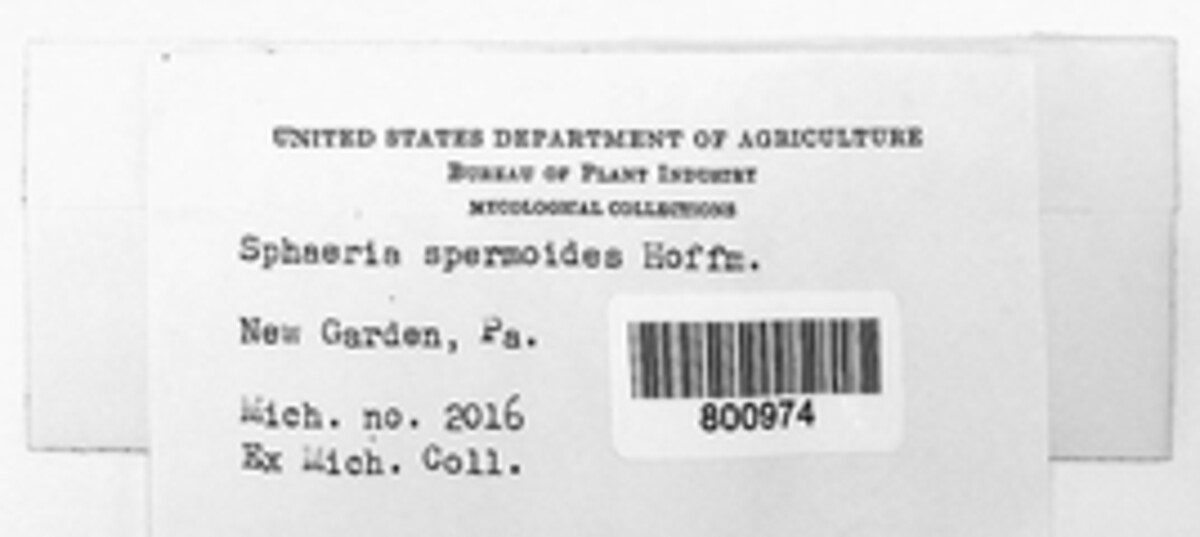 UNITED STATES DEPARTMENT OF AGRICULTURE
BUREAU OF PLANT INDUSTRY
MYCOLOGICAL COLLECTIONS
Sphaeria spermoides Hoffm.
New Garden, Pa.
Mich. no. 2016
Ex Mich. Coll.
800974